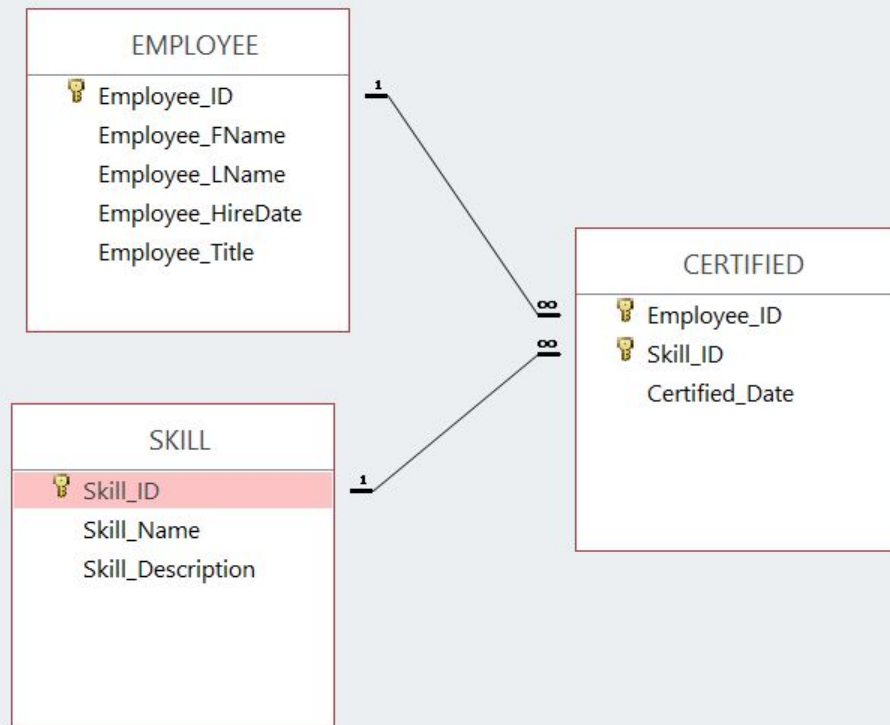 EMPLOYEE
Employee_ID
Employee_FName
Employee_LName
Employee_HireDate
Employee_Title
1
∞
CERTIFIED
Employee_ID
Skill_ID
Certified_Date
∞
1
SKILL
Skill_ID
Skill_Name
Skill_Description